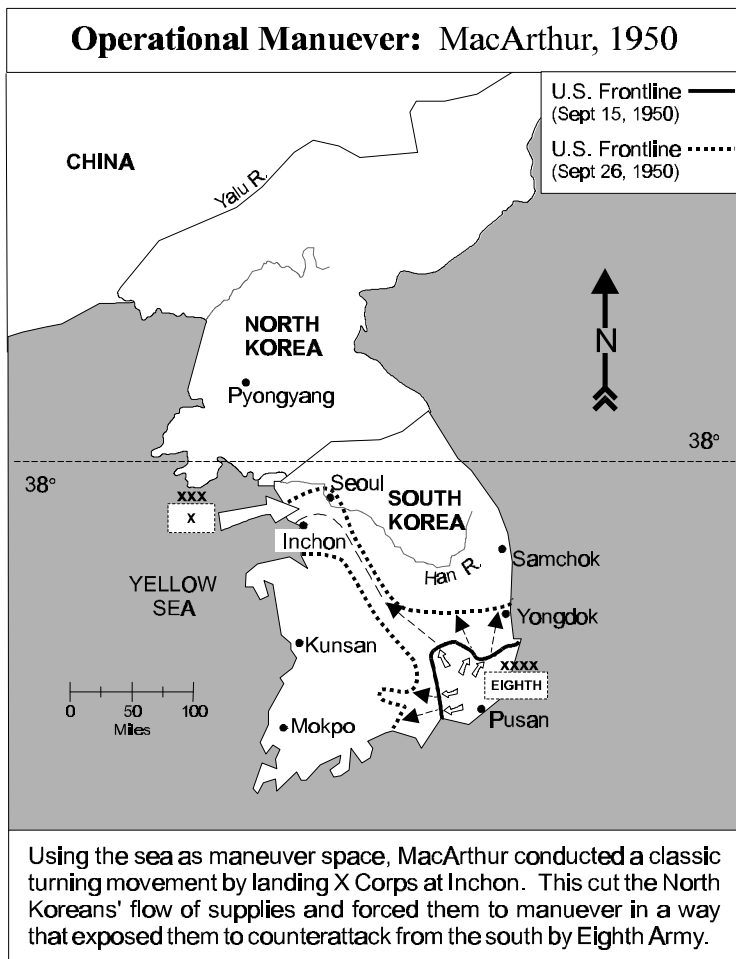 Operational Manuever: MacArthur, 1950
U.S. Frontline
(Sept 15, 1950)
U.S. Frontline
(Sept 26, 1950)
CHINA
Yalu R.
NORTH
KOREA
N
Pyongyang
38°
38°
xxx
X
Seoul
SOUTH
KOREA
Inchon
Han R.
Samchok
YELLOW
SEA
Yongdok
Kunsan
xxxx
EIGHTH
0 50 100
Miles
Pusan
Mokpo
Using the sea as maneuver space, MacArthur conducted a classic
turning movement by landing X Corps at Inchon. This cut the North
Koreans' flow of supplies and forced them to manuever in a way
that exposed them to counterattack from the south by Eighth Army.